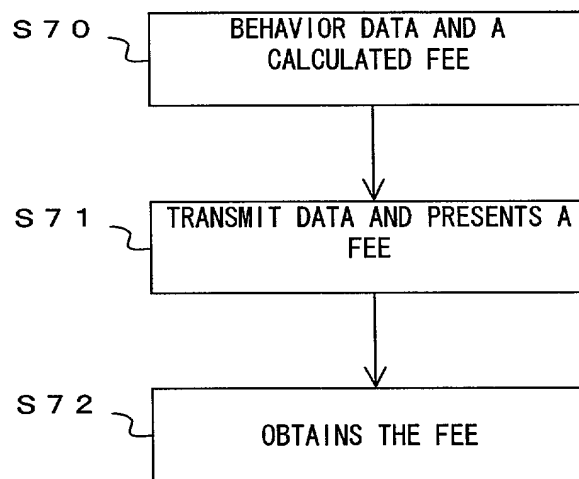 S70
BEHAVIOR DATA AND A
CALCULATED FEE
S71
TRANSMIT DATA AND PRESENTS A
FEE
S72
OBTAINS THE FEE